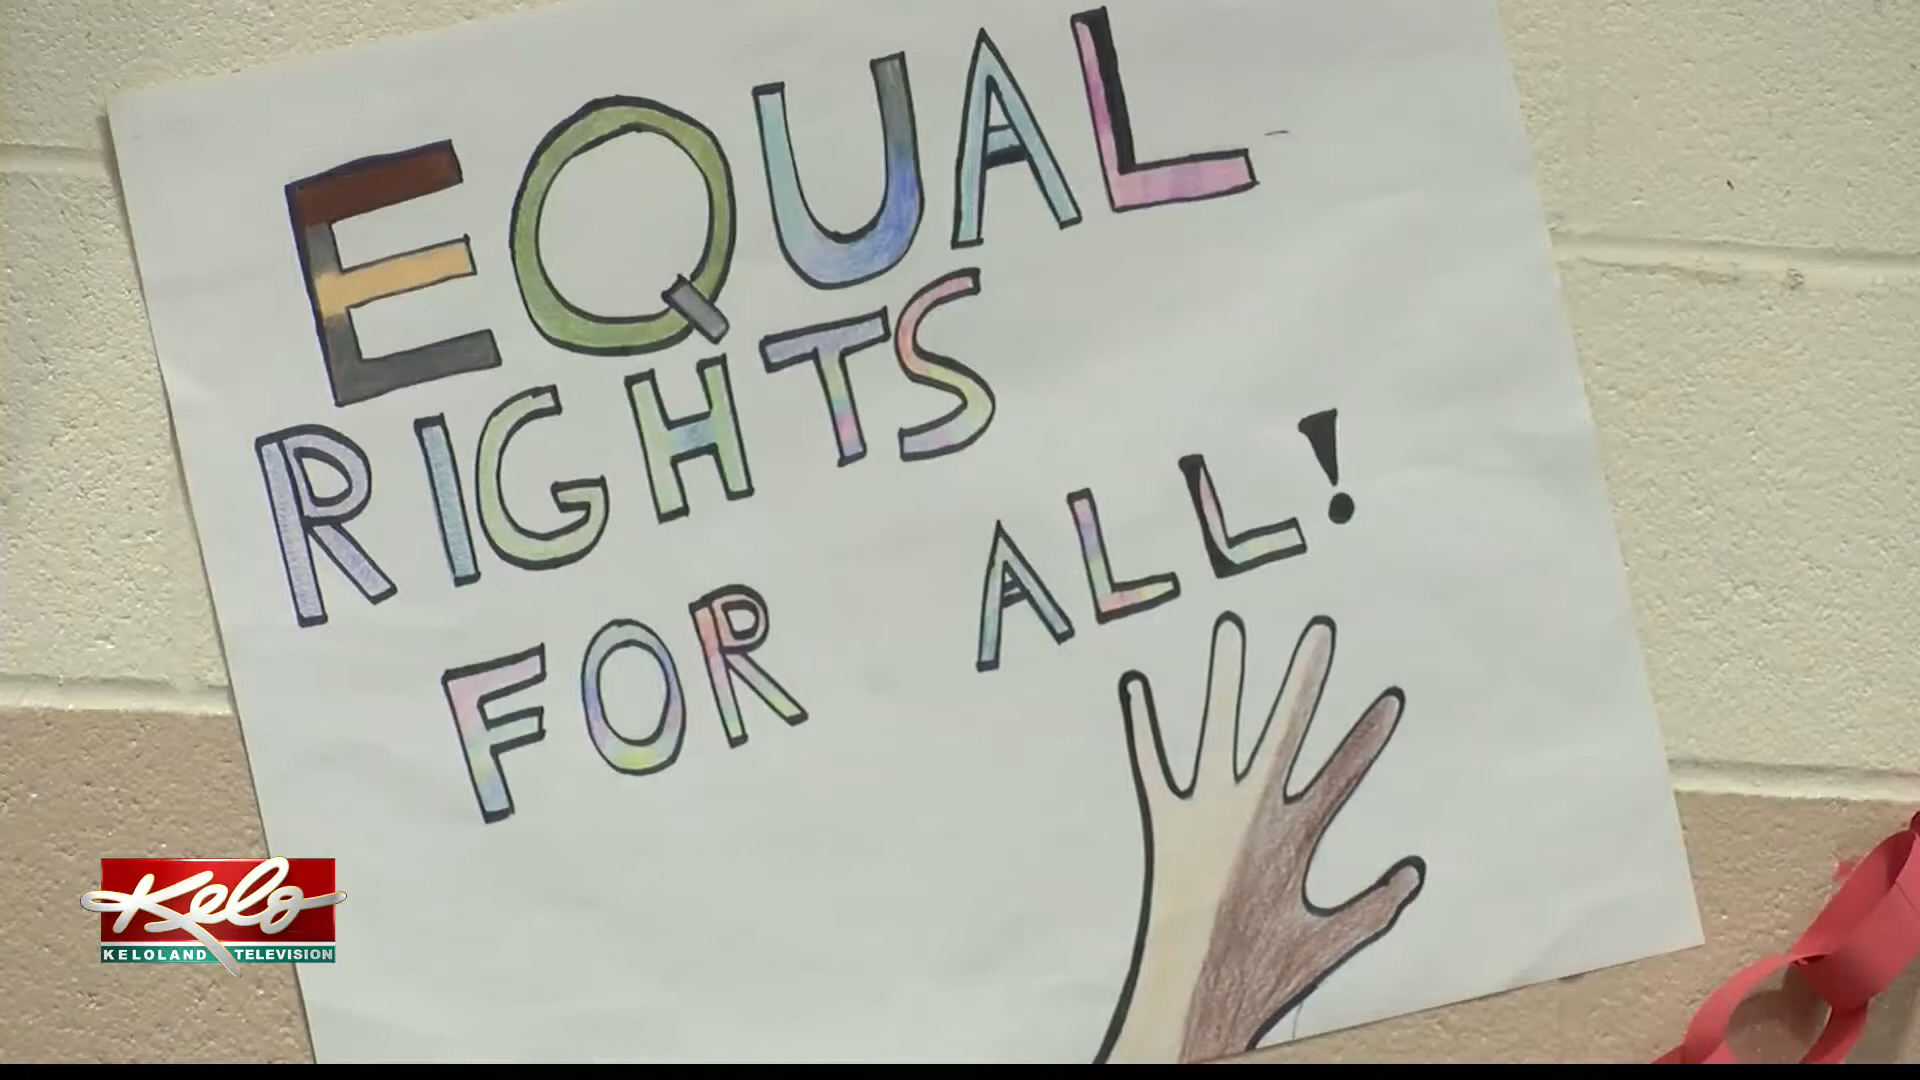 EQUAL
RIGHTS
FOR ALL!
Kelo
KELOLAND TELEVISION